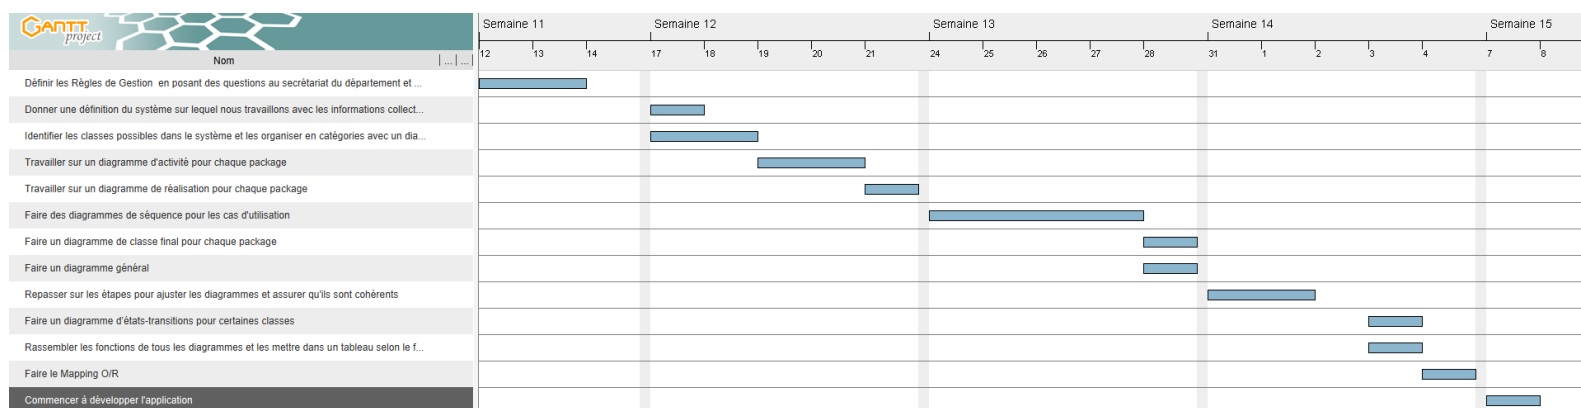 GANTT
project
Nom
... ...
Semaine 11 Semaine 12 Semaine 13 Semaine 14 Semaine 15
12 13 14 17 18 19 20 21 24 25 26 27 28 31 1 2 3 4 7 8
Définir les Règles de Gestion en posant des questions au secrétariat du département et ...
Donner une définition du système sur lequel nous travaillons avec les informations collect...
Identifier les classes possibles dans le système et les organiser en catégories avec un dia...
Travailler sur un diagramme d'activité pour chaque package
Travailler sur un diagramme de réalisation pour chaque package
Faire des diagrammes de séquence pour les cas d'utilisation
Faire un diagramme de classe final pour chaque package
Faire un diagramme général
Repasser sur les étapes pour ajuster les diagrammes et assurer qu'ils sont cohérents
Faire un diagramme d'états-transitions pour certaines classes
Rassembler les fonctions de tous les diagrammes et les mettre dans un tableau selon le f...
Faire le Mapping O/R
Commencer à développer l'application